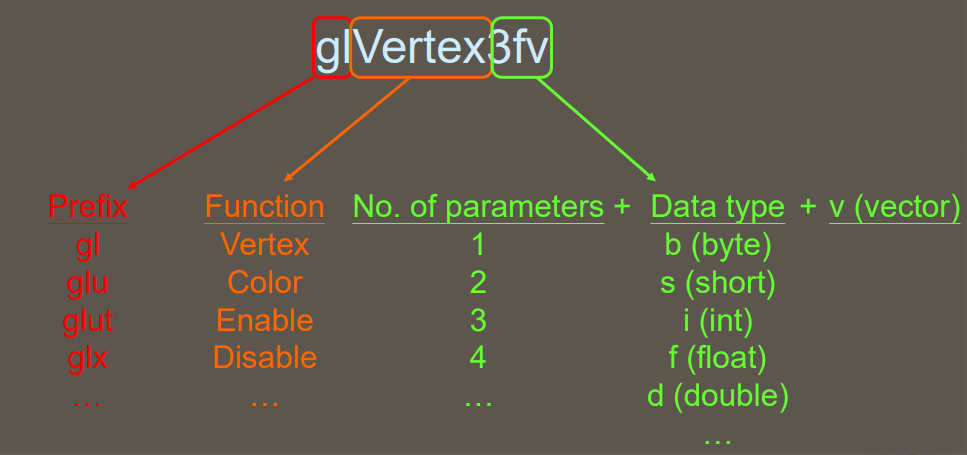 glVertex3fv
Prefix Function No. of parameters + Data type + v (vector)
gl Vertex 1 b (byte)
glu Color 2 s (short)
glut Enable 3 i (int)
glx Disable 4 f (float)
… … … d (double)
…